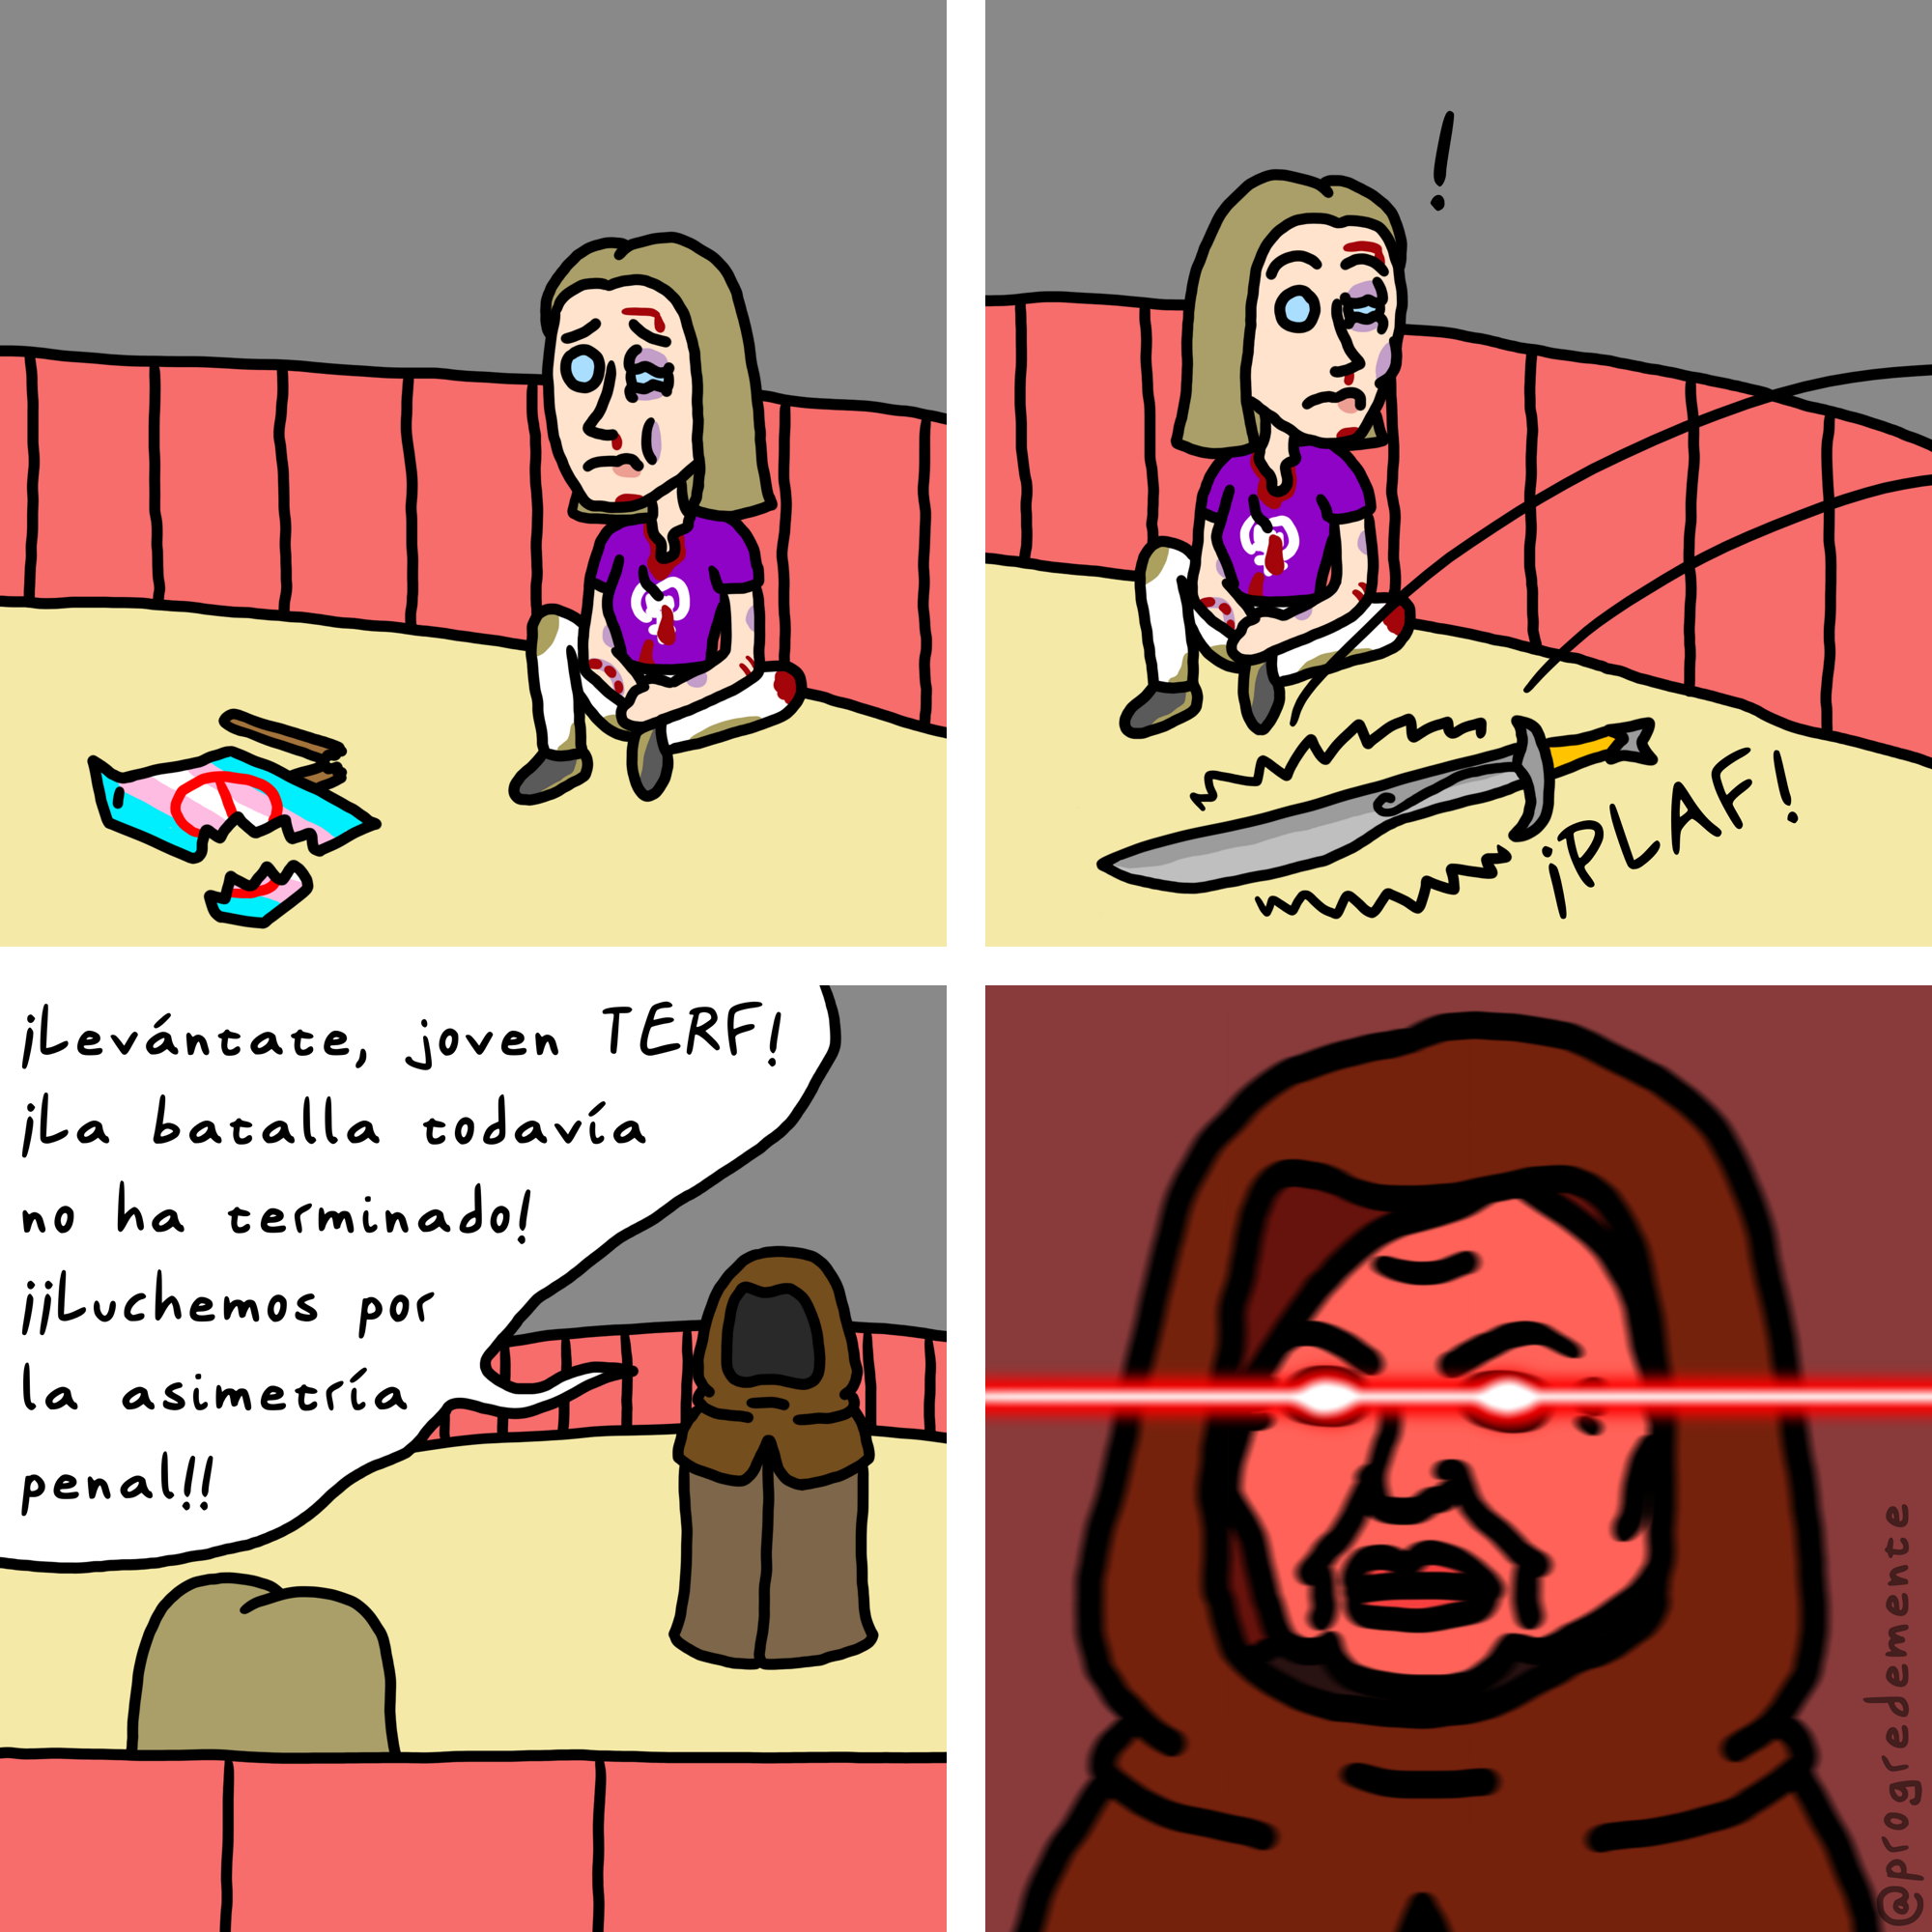 !
¡PLAF!
¡Levántate, joven TERF!
¡La batalla todavía
no ha terminado!
¡¡Luchemos por
la asimetría
penal!!
@progredemente